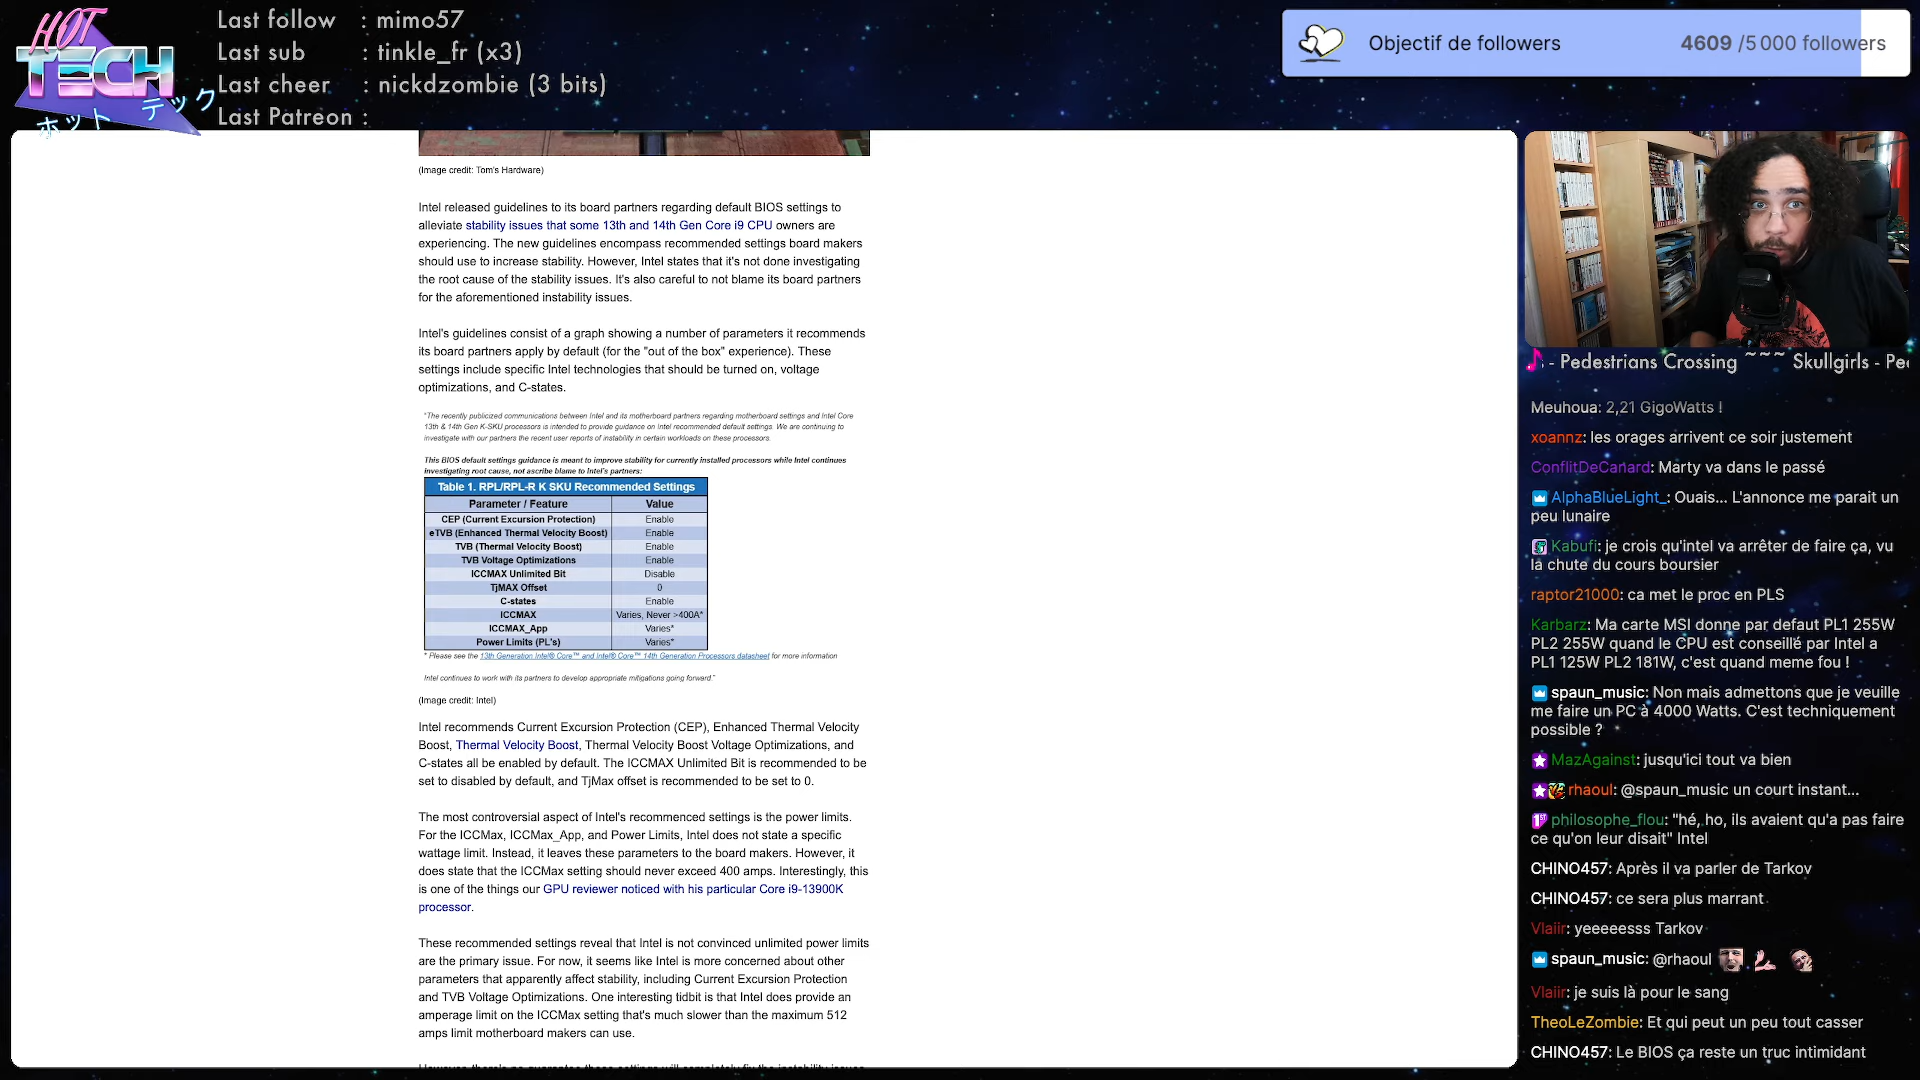 HOT
TECH
ホット テック
Last follow : mimo57
Last sub : tinkle_fr (x3)
Last cheer : nickdzombie (3 bits)
Last Patreon :
Objectif de followers 4609 /5 000 followers
(Image credit: Tom's Hardware)
Intel released guidelines to its board partners regarding default BIOS settings to
alleviate stability issues that some 13th and 14th Gen Core i9 CPU owners are
experiencing. The new guidelines encompass recommended settings board makers
should use to increase stability. However, Intel states that it's not done investigating
the root cause of the stability issues. It's also careful to not blame its board partners
for the aforementioned instability issues.
Intel's guidelines consist of a graph showing a number of parameters it recommends
its board partners apply by default (for the "out of the box" experience). These
settings include specific Intel technologies that should be turned on, voltage
optimizations, and C-states.
"The recently publicized communications between Intel and its motherboard partners regarding motherboard settings and Intel Core
13th & 14th Gen K-SKU processors is intended to provide guidance on Intel recommended default settings. We are continuing to
investigate with our partners the recent user reports of instability in certain workloads on these processors.
This BIOS default settings guidance is meant to improve stability for currently installed processors while Intel continues
investigating root cause, not ascribe blame to Intel's partners:
Table 1. RPL/RPL-R K SKU Recommended Settings
Parameter / Feature Value
CEP (Current Excursion Protection) Enable
eTVB (Enhanced Thermal Velocity Boost) Enable
TVB (Thermal Velocity Boost) Enable
TVB Voltage Optimizations Enable
ICCMAX Unlimited Bit Disable
TjMAX Offset 0
C-states Enable
ICCMAX Varies, Never >400A*
ICCMAX_App Varies*
Power Limits (PL's) Varies*
* Please see the 13th Generation Intel® Core™ and Intel® Core™ 14th Generation Processors datasheet for more information
Intel continues to work with its partners to develop appropriate mitigations going forward."
(Image credit: Intel)
Intel recommends Current Excursion Protection (CEP), Enhanced Thermal Velocity
Boost, Thermal Velocity Boost, Thermal Velocity Boost Voltage Optimizations, and
C-states all be enabled by default. The ICCMAX Unlimited Bit is recommended to be
set to disabled by default, and TjMax offset is recommended to be set to 0.
The most controversial aspect of Intel's recommenced settings is the power limits.
For the ICCMax, ICCMax_App, and Power Limits, Intel does not state a specific
wattage limit. Instead, it leaves these parameters to the board makers. However, it
does state that the ICCMax setting should never exceed 400 amps. Interestingly, this
is one of the things our GPU reviewer noticed with his particular Core i9-13900K
processor.
These recommended settings reveal that Intel is not convinced unlimited power limits
are the primary issue. For now, it seems like Intel is more concerned about other
parameters that apparently affect stability, including Current Excursion Protection
and TVB Voltage Optimizations. One interesting tidbit is that Intel does provide an
amperage limit on the ICCMax setting that's much slower than the maximum 512
amps limit motherboard makers can use.
- Pedestrians Crossing ~~~ Skullgirls - Pe
Meuhoua: 2,21 GigoWatts !
xoannz: les orages arrivent ce soir justement
ConflitDeCanard: Marty va dans le passé
AlphaBlueLight_: Ouais... L'annonce me parait un
peu lunaire
Kabufi: je crois qu'intel va arrêter de faire ça, vu
la chute du cours boursier
raptor21000: ca met le proc en PLS
Karbarz: Ma carte MSI donne par defaut PL1 255W
PL2 255W quand le CPU est conseillé par Intel a
PL1 125W PL2 181W, c'est quand meme fou !
spaun_music: Non mais admettons que je veuille
me faire un PC à 4000 Watts. C'est techniquement
possible ?
MazAgainst: jusqu'ici tout va bien
rhaoul: @spaun_music un court instant...
philosophe_flou: "hé, ho, ils avaient qu'a pas faire
ce qu'on leur disait" Intel
CHINO457: Après il va parler de Tarkov
CHINO457: ce sera plus marrant
Vlaiir: yeeeeesss Tarkov
spaun_music: @rhaoul
Vlaiir: je suis là pour le sang
TheoLeZombie: Et qui peut un peu tout casser
CHINO457: Le BIOS ça reste un truc intimidant